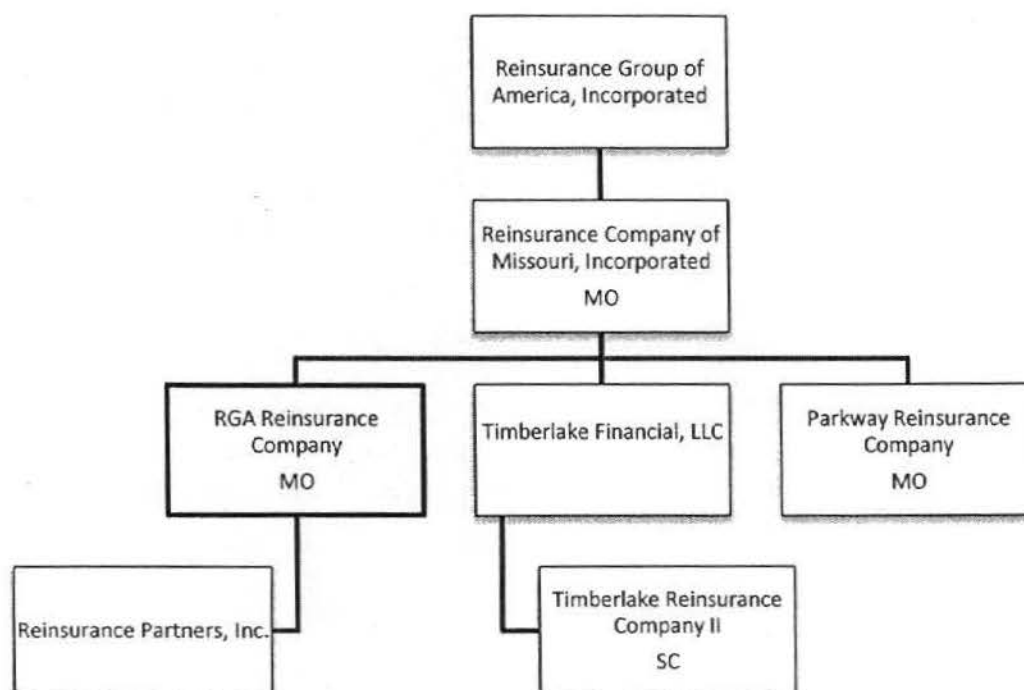 Reinsurance Group of
America, Incorporated
Reinsurance Company of
Missouri, Incorporated
MO
RGA Reinsurance
Company
MO
Timberlake Financial, LLC
Parkway Reinsurance
Company
MO
Reinsurance Partners, Inc.
Timberlake Reinsurance
Company II
SC